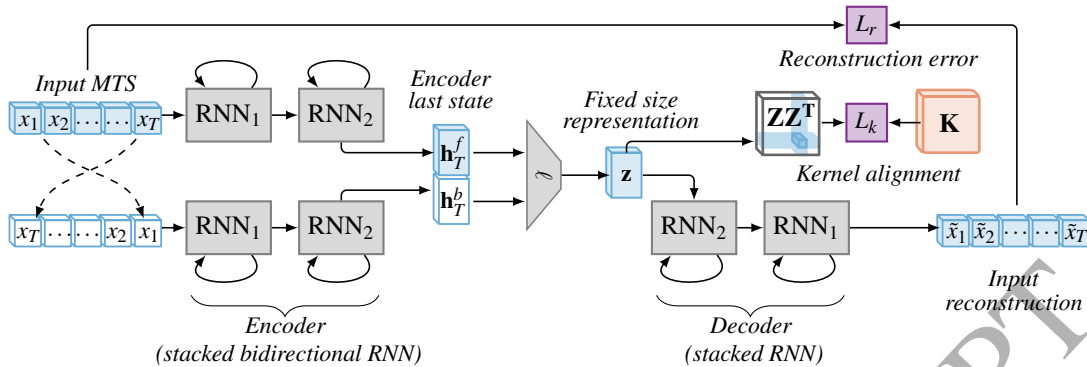 L_r
Reconstruction error
Input MTS
x_1 x_2 … … x_T
RNN_1
RNN_2
Encoder
last state
h_T^f
h_T^b
ℓ
Fixed size
representation
z
ZZ^T
L_k
K
Kernel alignment
x_T … … x_2 x_1
RNN_1
RNN_2
RNN_2
RNN_1
x̃_1 x̃_2 … … x̃_T
Encoder
(stacked bidirectional RNN)
Decoder
(stacked RNN)
Input
reconstruction
PT